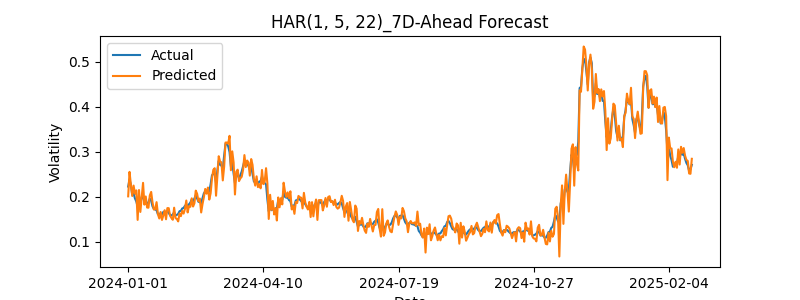 HAR(1, 5, 22)_7D-Ahead Forecast
Actual
Predicted
Volatility
0.5
0.4
0.3
0.2
0.1
2024-01-01
2024-04-10
2024-07-19
2024-10-27
2025-02-04
Date